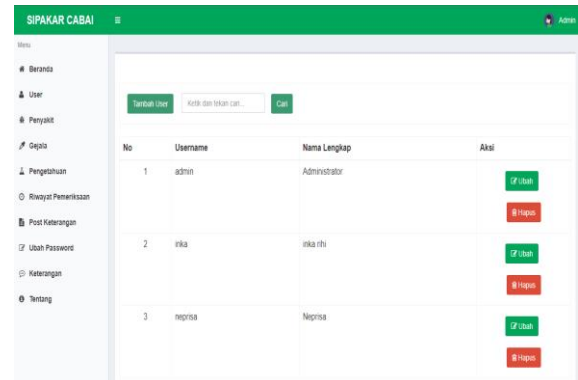 SIPAKAR CABAI
Admin
Menu
Beranda
User
Penyakit
Gejala
Pengetahuan
Riwayat Pemeriksaan
Post Keterangan
Ubah Password
Keterangan
Tentang
Tambah User
Ketik dan tekan cari...
Cari
No Username Nama Lengkap Aksi
1 admin Administrator
Ubah
Hapus
2 inka inka rihi
Ubah
Hapus
3 neprisa Neprisa
Ubah
Hapus